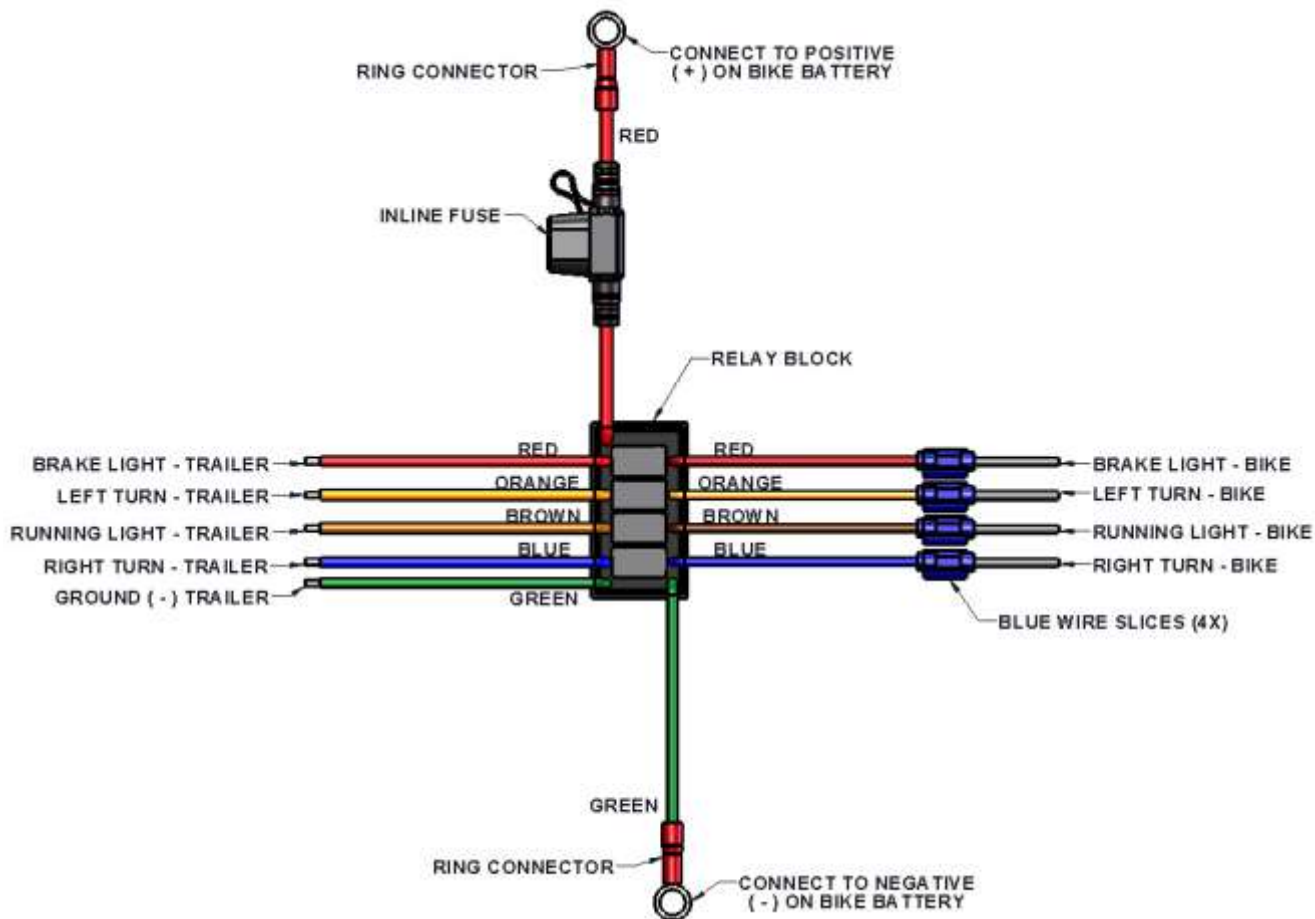 CONNECT TO POSITIVE
( + ) ON BIKE BATTERY
RING CONNECTOR
RED
INLINE FUSE
RELAY BLOCK
RED
RED
BRAKE LIGHT - TRAILER
BRAKE LIGHT - BIKE
ORANGE
ORANGE
LEFT TURN - TRAILER
LEFT TURN - BIKE
BROWN
BROWN
RUNNING LIGHT - TRAILER
RUNNING LIGHT - BIKE
BLUE
BLUE
RIGHT TURN - TRAILER
RIGHT TURN - BIKE
GROUND ( - ) TRAILER
GREEN
BLUE WIRE SLICES (4X)
GREEN
RING CONNECTOR
CONNECT TO NEGATIVE
( - ) ON BIKE BATTERY